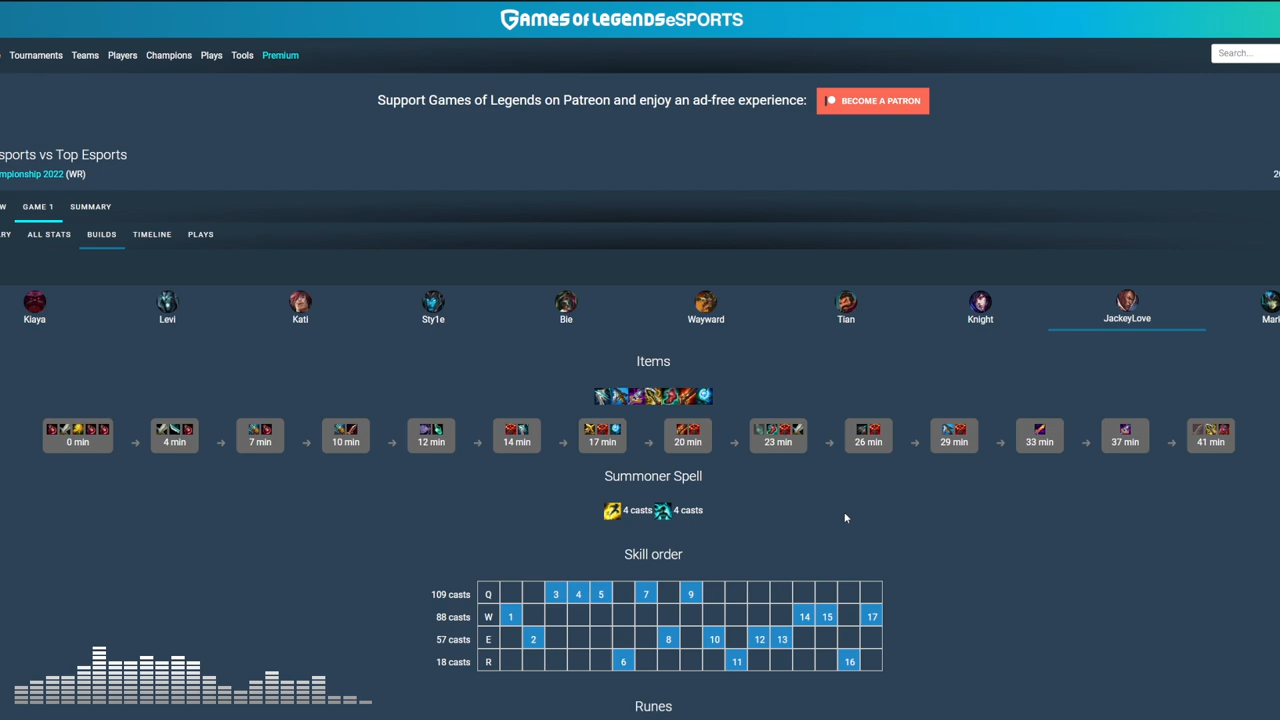 GAMES OF LEGENDS eSPORTS
Tournaments Teams Players Champions Plays Tools Premium Search...
Support Games of Legends on Patreon and enjoy an ad-free experience: BECOME A PATRON
sports vs Top Esports
mpionship 2022 (WR) 20
W GAME 1 SUMMARY
RY ALL STATS BUILDS TIMELINE PLAYS
Kiaya Levi Kati Sty1e Bie Wayward Tian Knight JackeyLove Mar
Items
0 min 4 min 7 min 10 min 12 min 14 min 17 min 20 min 23 min 26 min 29 min 33 min 37 min 41 min
Summoner Spell
4 casts 4 casts
Skill order
109 casts Q 3 4 5 7 9
88 casts W 1 14 15 17
57 casts E 2 8 10 12 13
18 casts R 6 11 16
Runes